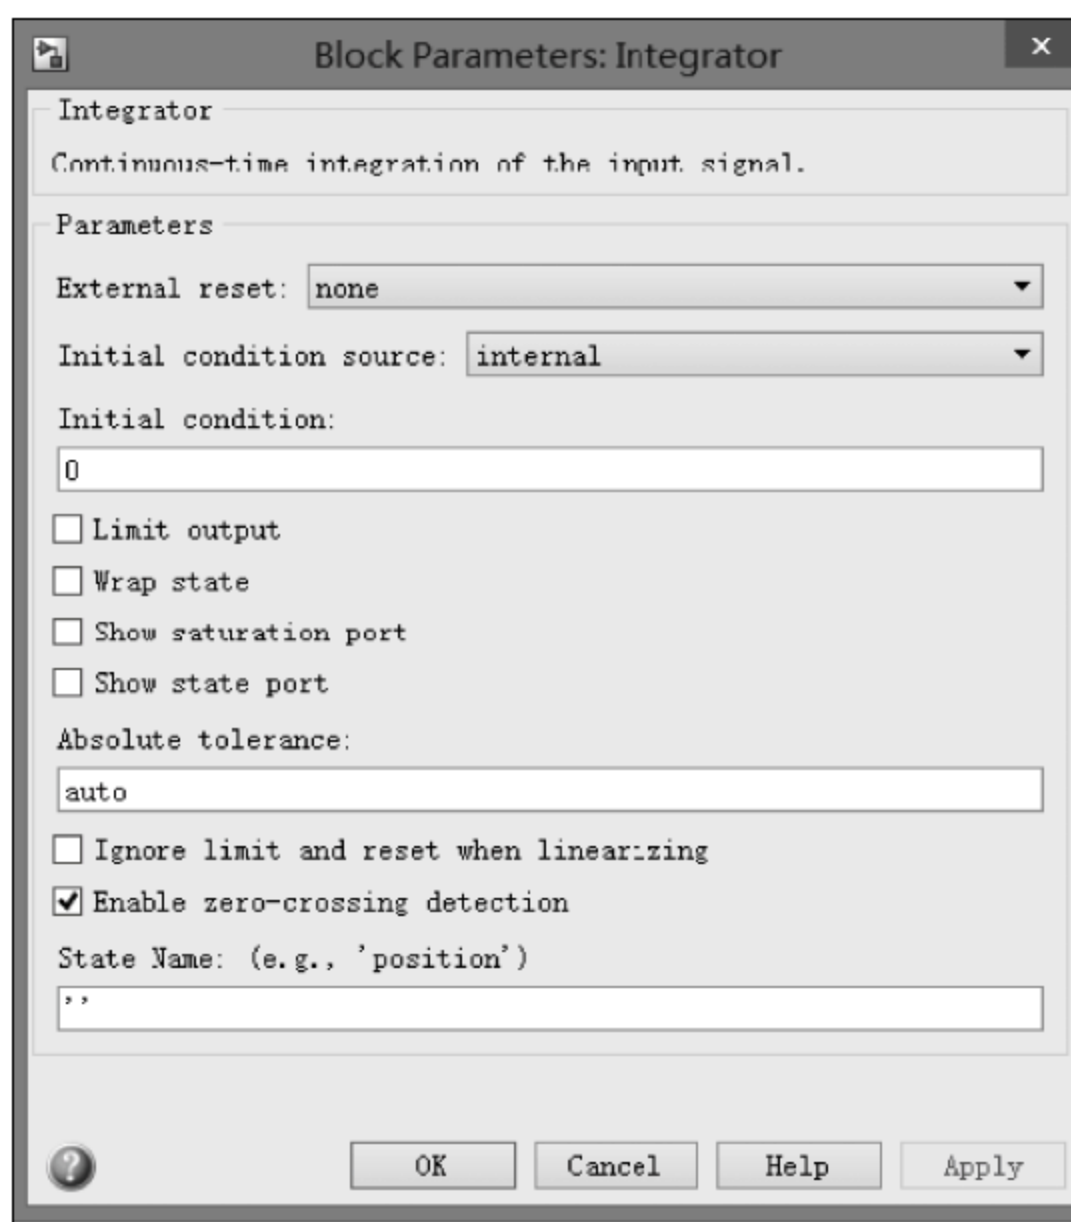 Block Parameters: Integrator
Integrator
Continuous-time integration of the input signal.
Parameters
External reset: none
Initial condition source: internal
Initial condition:
0
Limit output
Wrap state
Show saturation port
Show state port
Absolute tolerance:
auto
Ignore limit and reset when linearizing
Enable zero-crossing detection
State Name: (e.g., 'position')
''
OK Cancel Help Apply